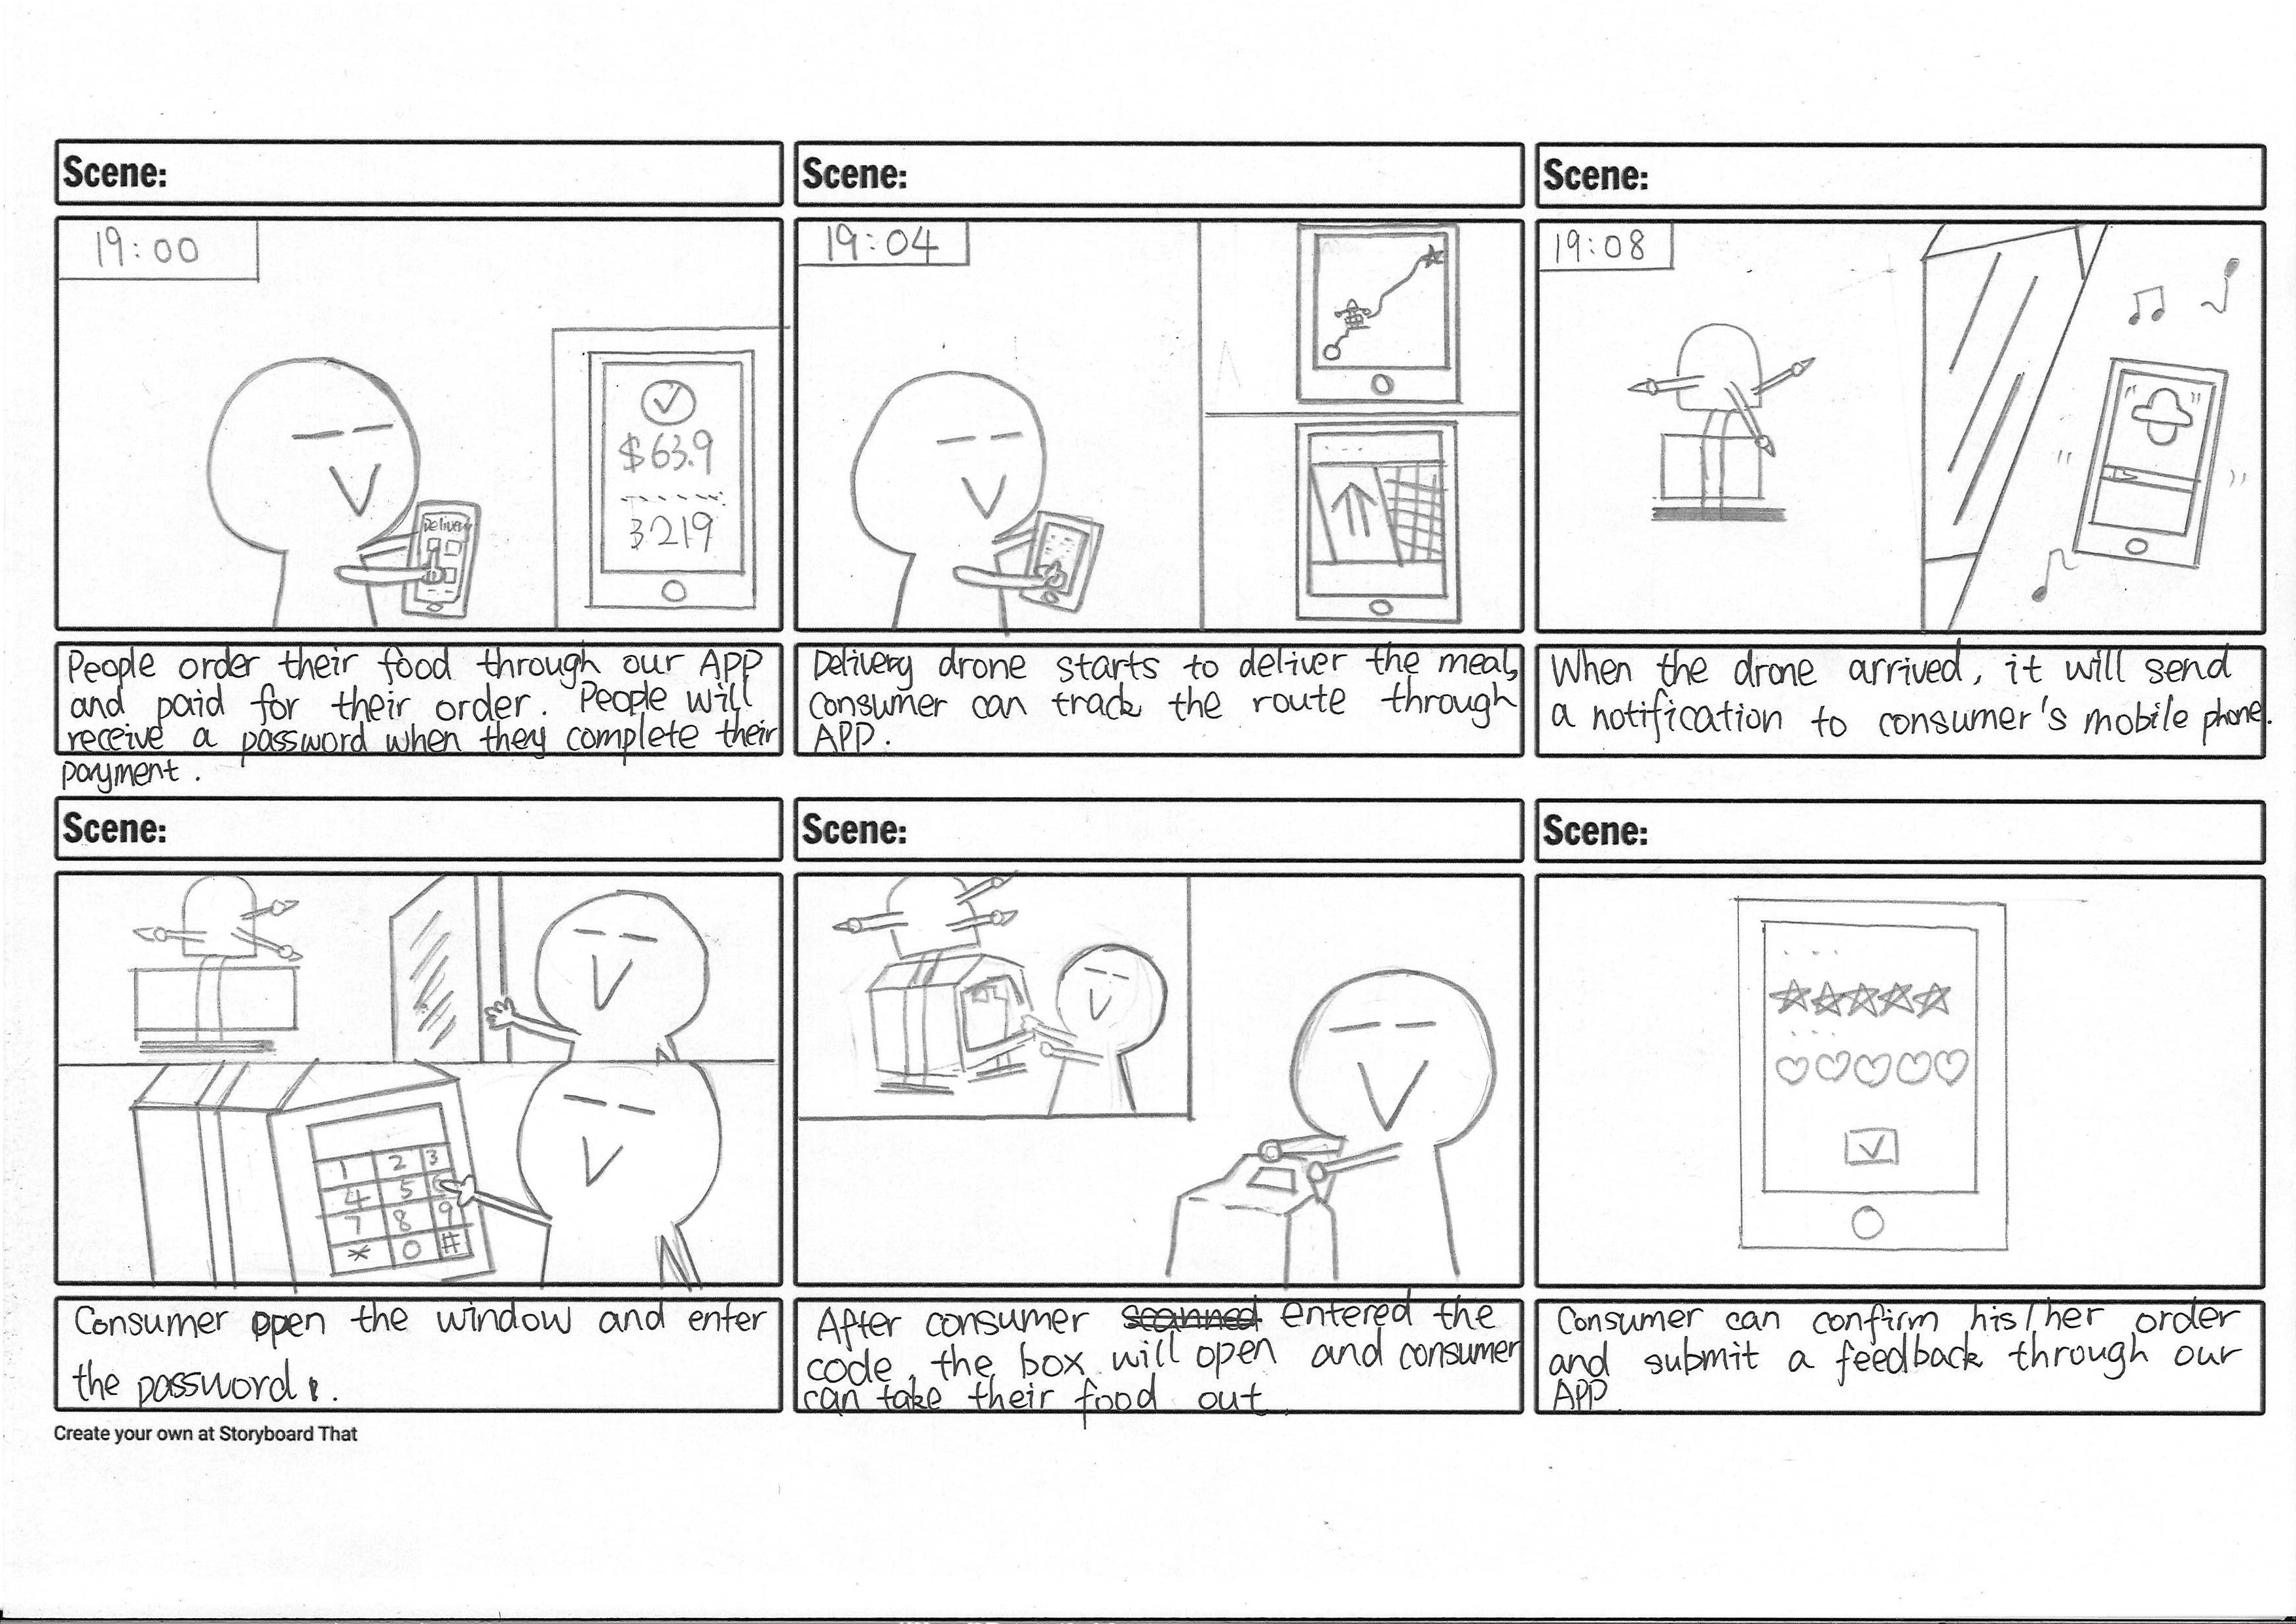 Scene:
Scene:
Scene:
19:00
Delivery
$63.9
3219
19:04
19:08
People order their food through our APP
and paid for their order. People will
receive a password when they complete their
payment.
Delivery drone starts to deliver the meal,
consumer can track the route through
APP.
When the drone arrived, it will send
a notification to consumer's mobile phone.
Scene:
Scene:
Scene:
1 2 3
4 5 6
7 8 9
* 0 #
Consumer open the window and enter
the password.
After consumer scanned entered the
code, the box will open and consumer
can take their food out
Consumer can confirm his/her order
and submit a feedback through our
APP.
Create your own at Storyboard That